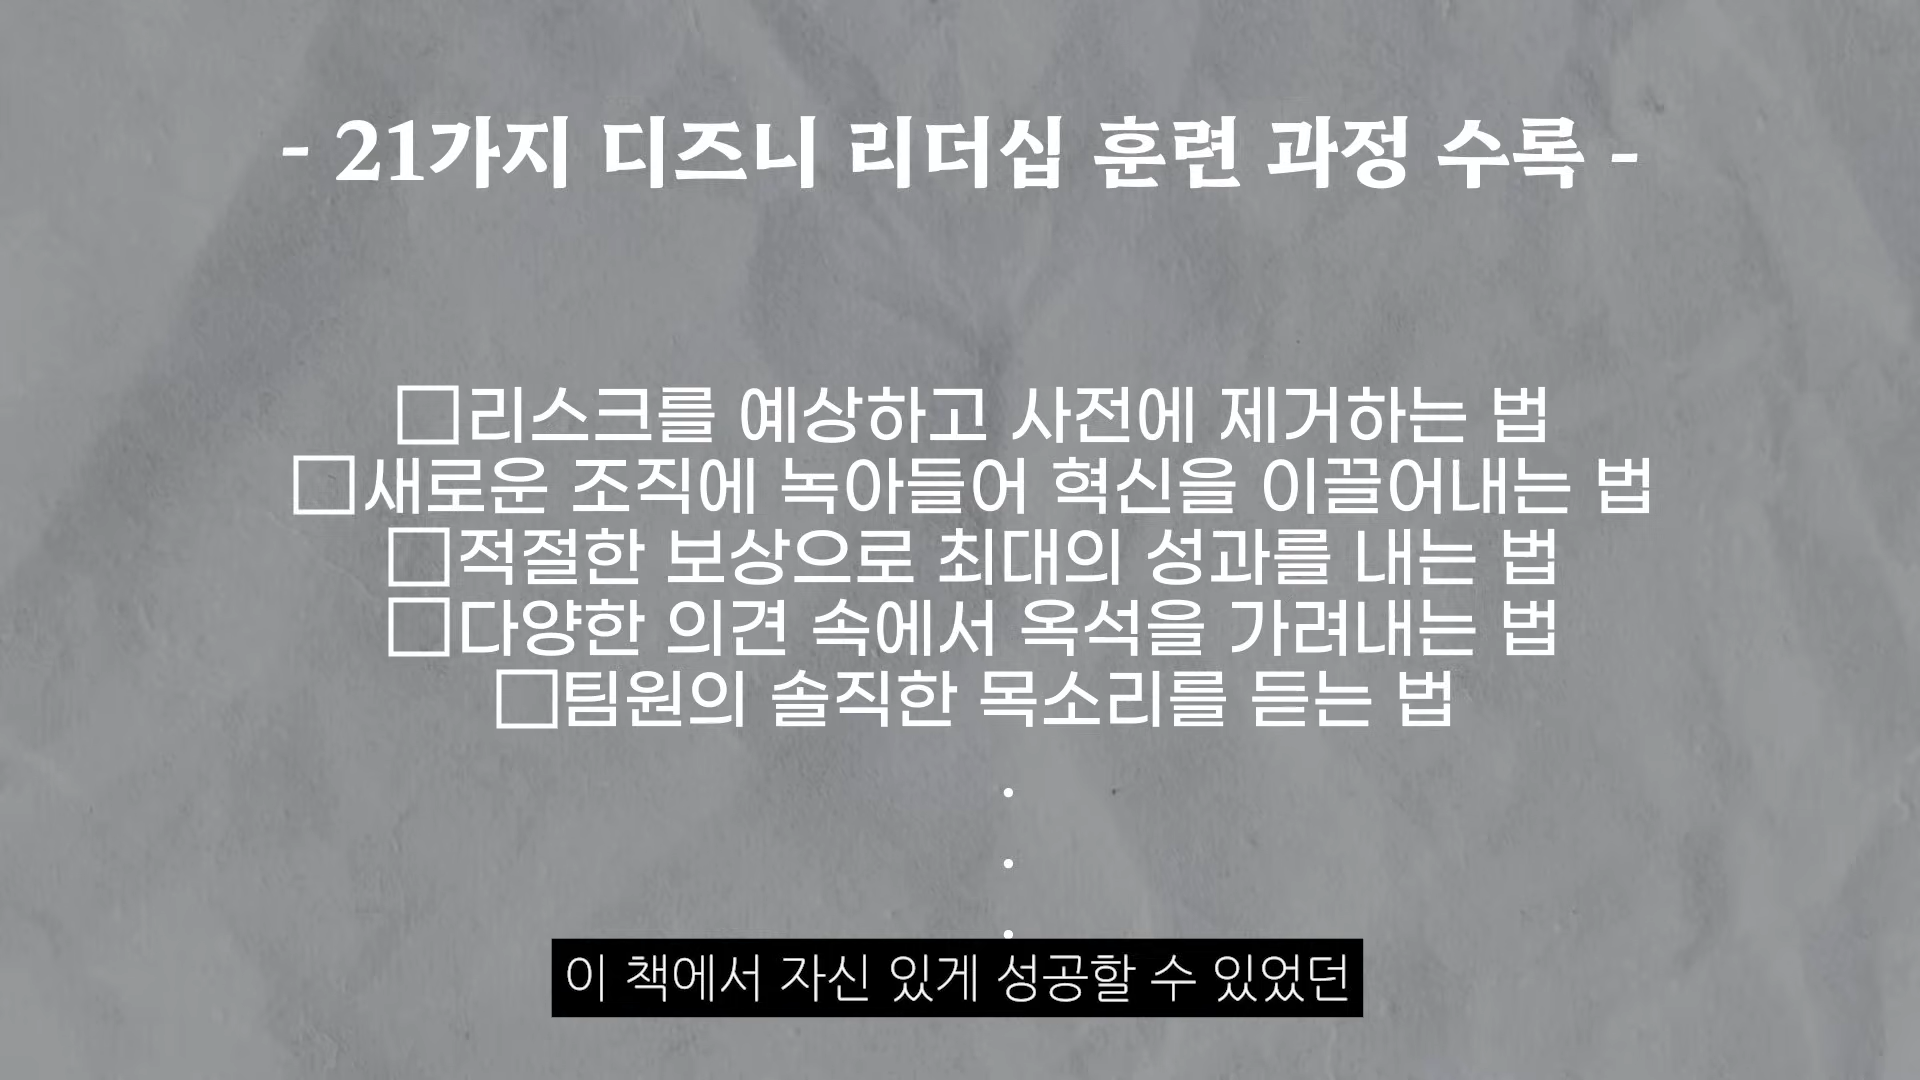 - 21가지 디즈니 리더십 훈련 과정 수록 -
□리스크를 예상하고 사전에 제거하는 법
□새로운 조직에 녹아들어 혁신을 이끌어내는 법
□적절한 보상으로 최대의 성과를 내는 법
□다양한 의견 속에서 옥석을 가려내는 법
□팀원의 솔직한 목소리를 듣는 법
.
.
.
이 책에서 자신 있게 성공할 수 있었던